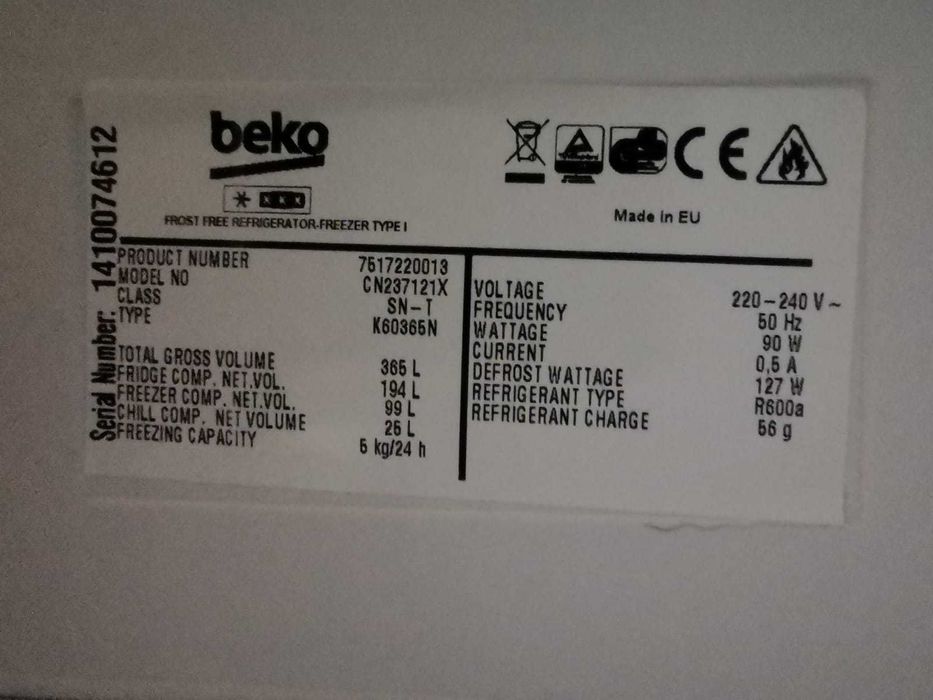 beko
FROST FREE REFRIGERATOR-FREEZER TYPE I
CE
Made in EU
Serial Number: 1410074612
PRODUCT NUMBER 7517220013
MODEL NO CN237121X
CLASS SN-T
TYPE K60365N
TOTAL GROSS VOLUME 365 L
FRIDGE COMP. NET.VOL. 194 L
FREEZER COMP. NET.VOL. 99 L
CHILL COMP. NET VOLUME 26 L
FREEZING CAPACITY 5 kg/24 h
VOLTAGE 220-240 V ~
FREQUENCY 50 Hz
WATTAGE 90 W
CURRENT 0,5 A
DEFROST WATTAGE 127 W
REFRIGERANT TYPE R600a
REFRIGERANT CHARGE 56 g